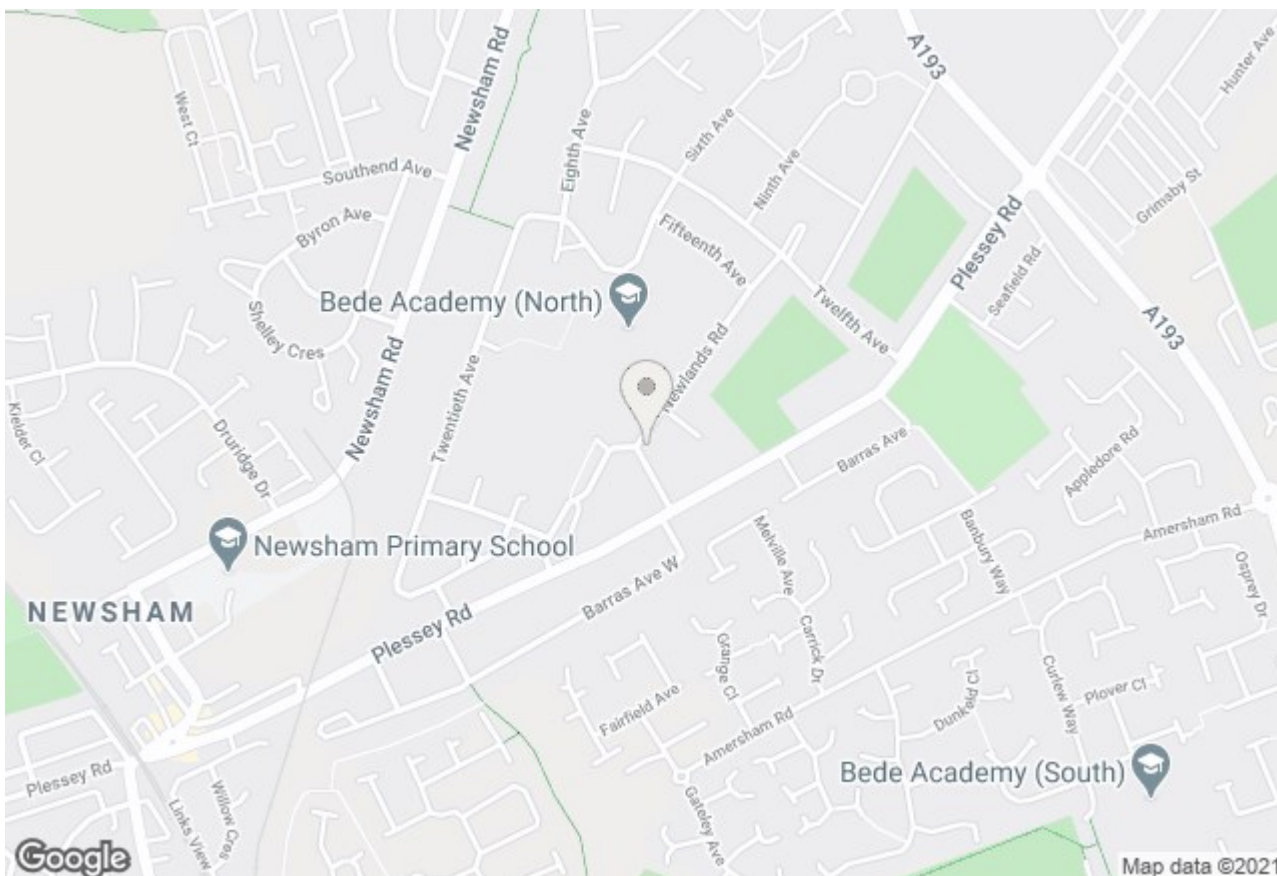 A193
Hunter Ave
West Ct
Newsham Rd
Eighth Ave
Sixth Ave
Southend Ave
Ninth Ave
Grimsby St
Byron Ave
Fifteenth Ave
Plessey Rd
Seafield Rd
Bede Academy (North)
Shelley Cres
Twelfth Ave
A193
Newlands Rd
Newsham Rd
Twentieth Ave
Kielder Cl
Druridge Dr
Barras Ave
Appledore Rd
Amersham Rd
Newsham Primary School
Melville Ave
Banbury Way
Osprey Dr
NEWSHAM
Barras Ave W
Plessey Rd
Grange Cl
Carrick Dr
Curlew Way
Plover Cl
Fairfield Ave
Dunkeld Cl
Amersham Rd
Plessey Rd
Bede Academy (South)
Links View
Willow Cres
Gateley Ave
Google
Map data ©2021